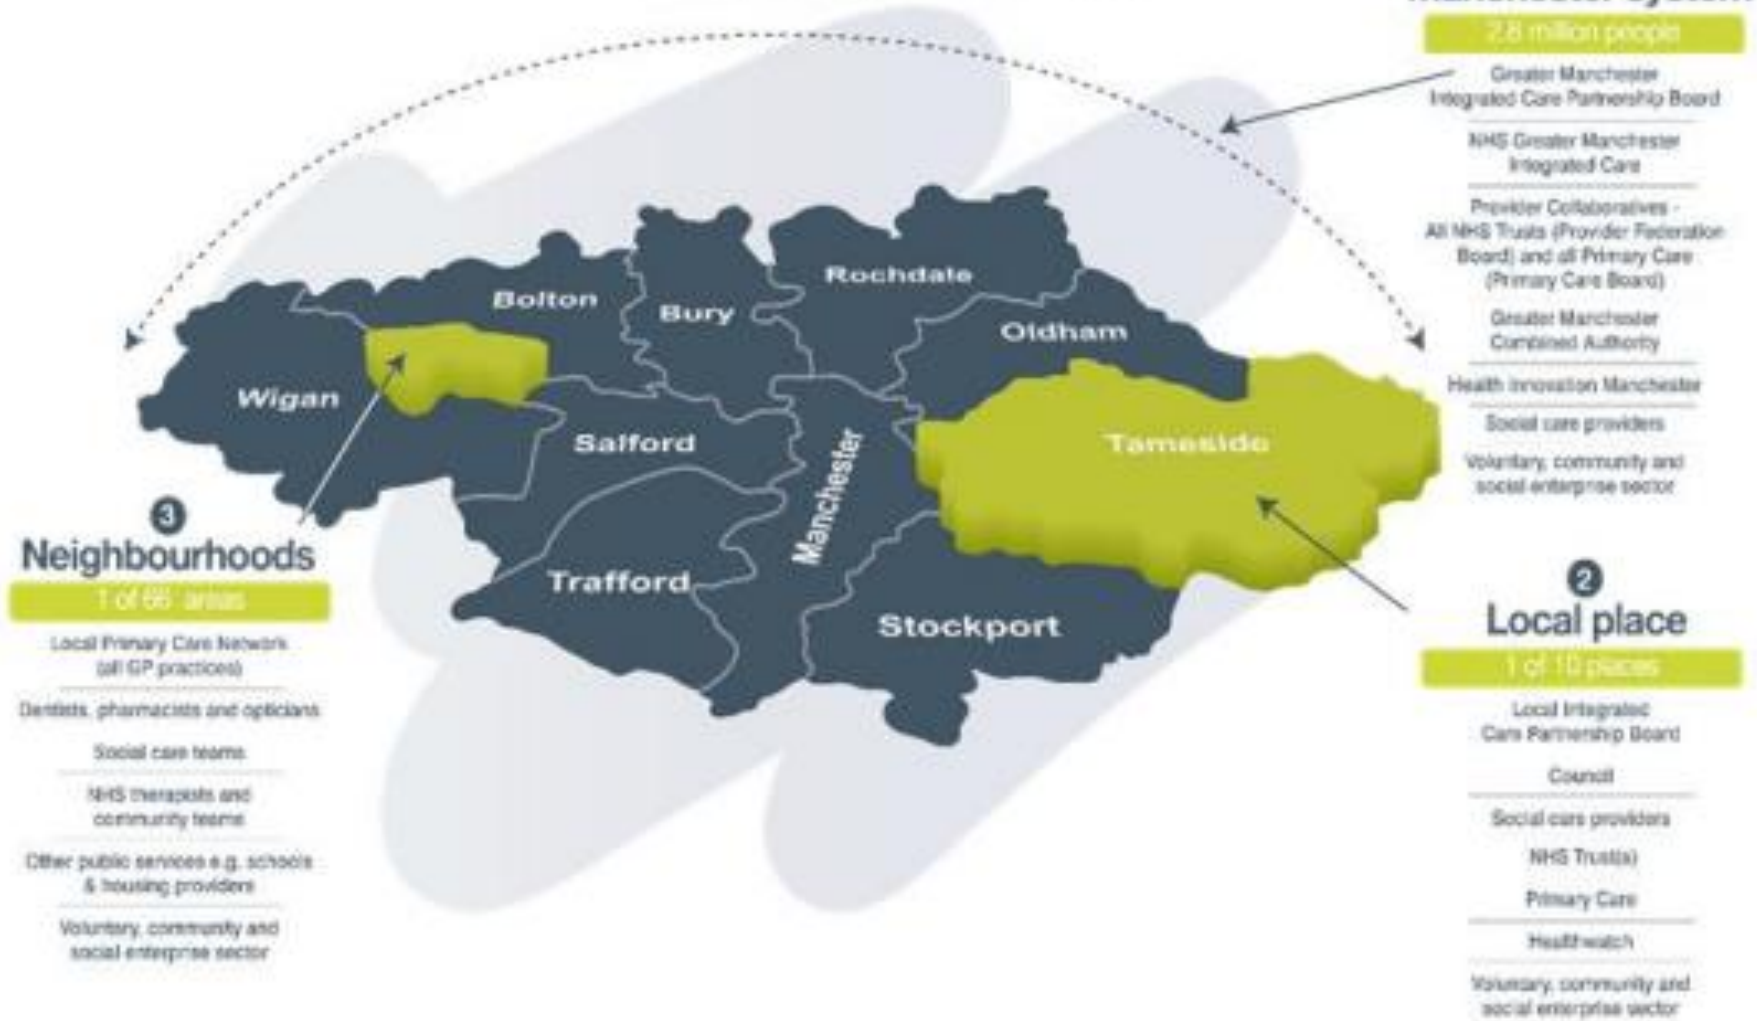 Manchester system
2.8 million people
Greater Manchester
Integrated Care Partnership Board
NHS Greater Manchester
Integrated Care
Provider Collaboratives -
All NHS Trusts (Provider Federation
Board) and all Primary Care
(Primary Care Board)
Greater Manchester
Combined Authority
Health Innovation Manchester
Social care providers
Voluntary, community and
social enterprise sector
Rochdale
Bolton
Bury
Oldham
Wigan
Salford
Manchester
Tameside
Trafford
Stockport
3
Neighbourhoods
1 of 66 areas
Local Primary Care Network
(all GP practices)
Dentists, pharmacists and opticians
Social care teams
NHS therapists and
community teams
Other public services e.g. schools
& housing providers
Voluntary, community and
social enterprise sector
2
Local place
1 of 10 places
Local Integrated
Care Partnership Board
Council
Social care providers
NHS Trust(s)
Primary Care
Healthwatch
Voluntary, community and
social enterprise sector